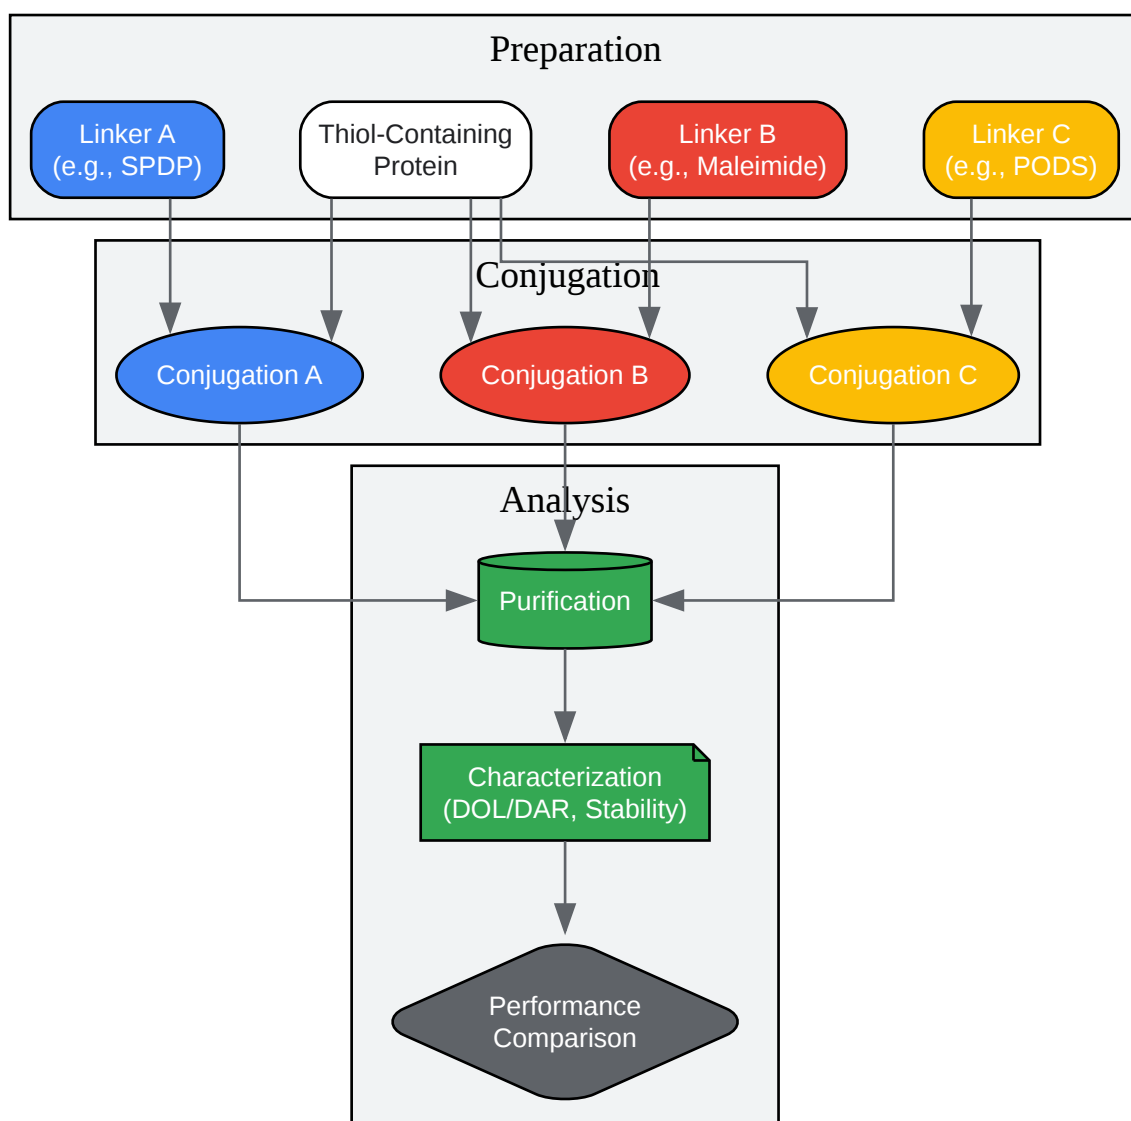 Preparation
Linker A
(e.g., SPDP)
Thiol-Containing
Protein
Linker B
(e.g., Maleimide)
Linker C
(e.g., PODS)
Conjugation
Conjugation A
Conjugation B
Conjugation C
Analysis
Purification
Characterization
(DOL/DAR, Stability)
Performance
Comparison